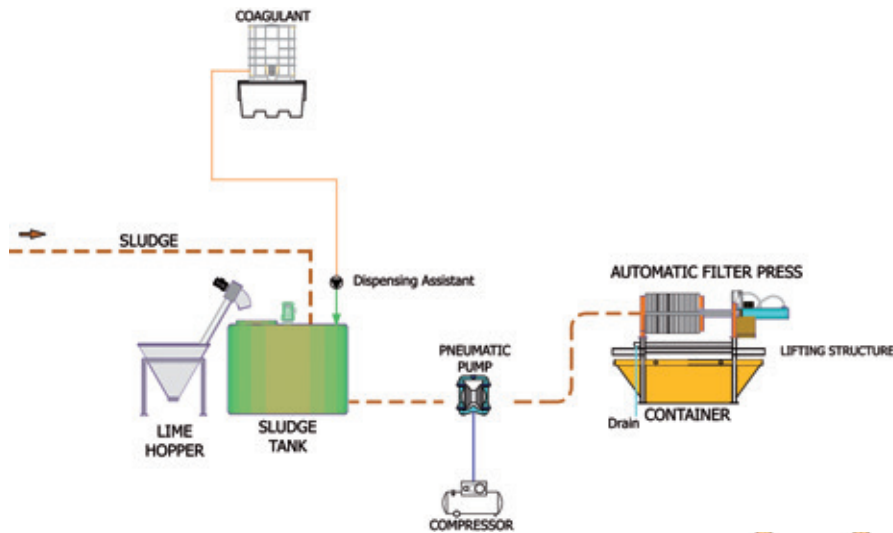 COAGULANT
SLUDGE
Dispensing Assistant
AUTOMATIC FILTER PRESS
PNEUMATIC
PUMP
LIFTING STRUCTURE
CONTAINER
Drain
LIME
HOPPER
SLUDGE
TANK
COMPRESSOR